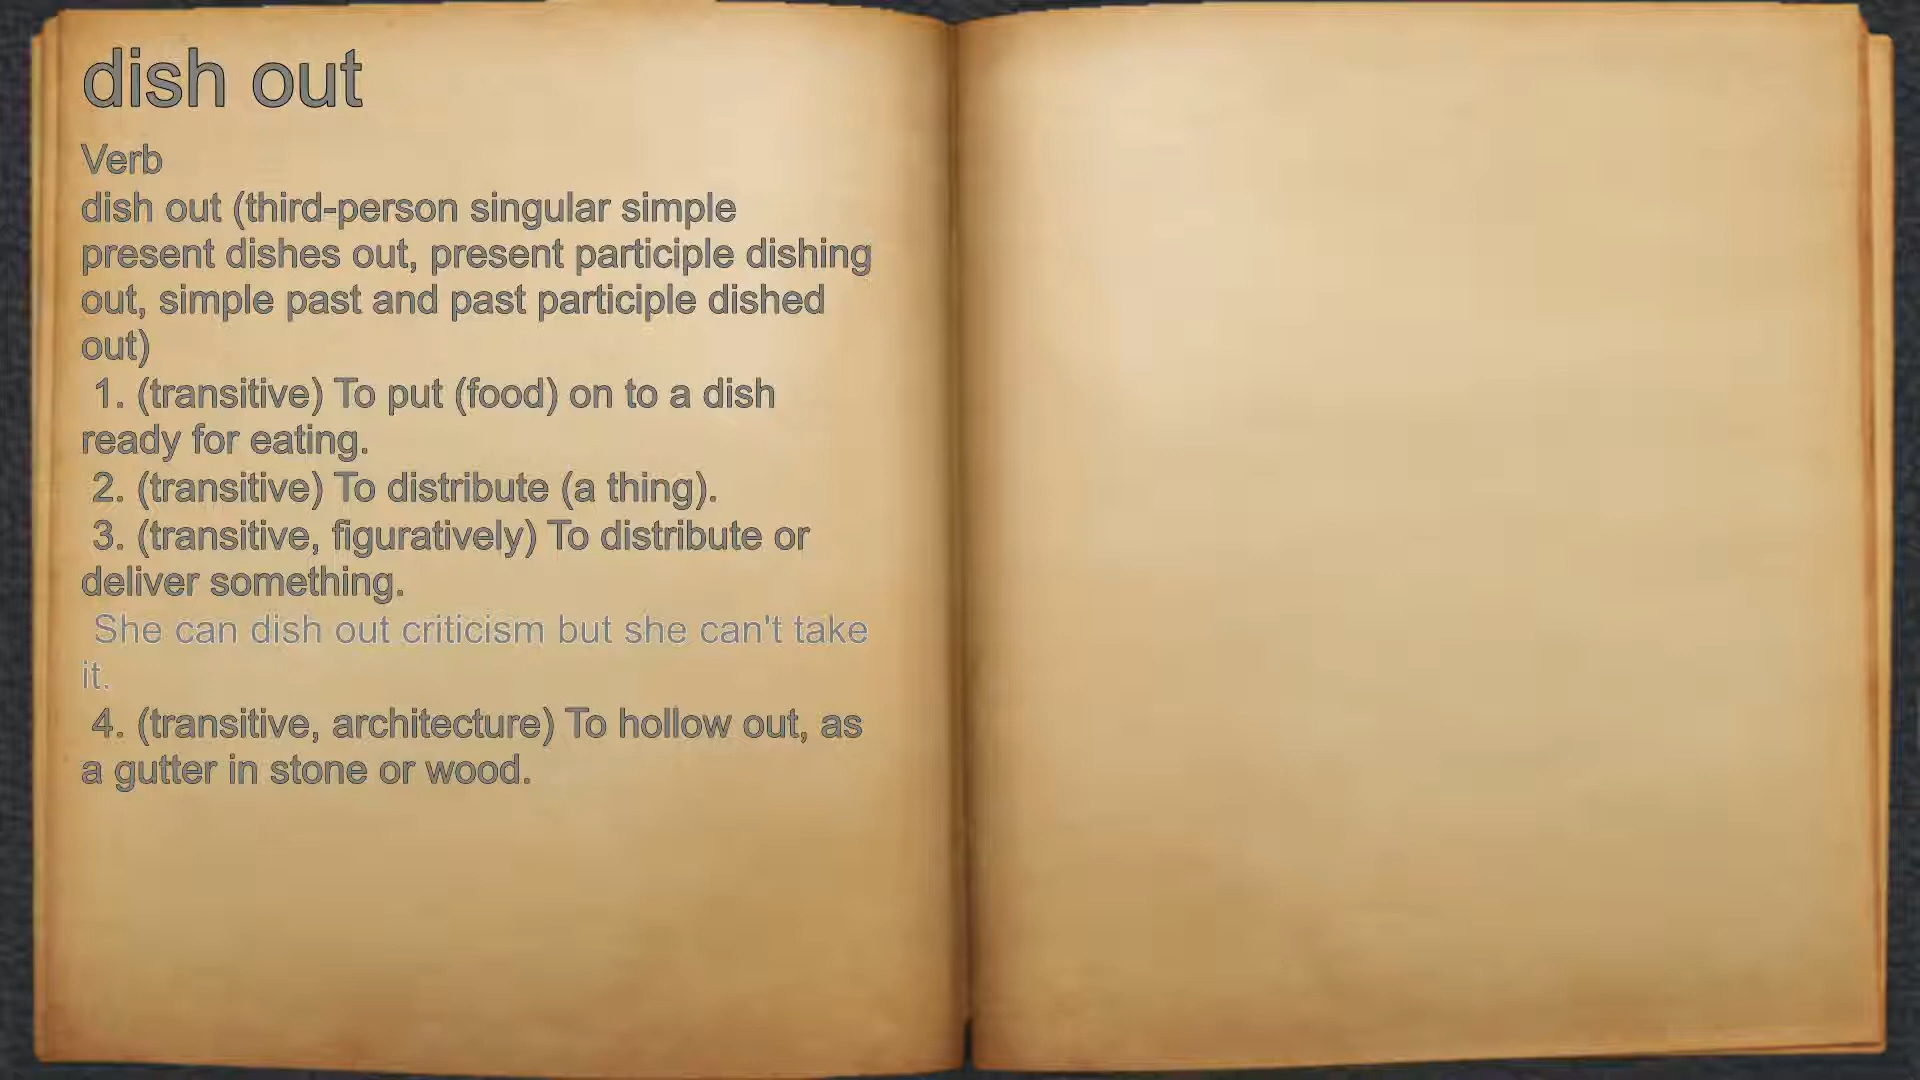 dish out
Verb
dish out (third-person singular simple
present dishes out, present participle dishing
out, simple past and past participle dished
out)
1. (transitive) To put (food) on to a dish
ready for eating.
2. (transitive) To distribute (a thing).
3. (transitive, figuratively) To distribute or
deliver something.
She can dish out criticism but she can't take
it.
4. (transitive, architecture) To hollow out, as
a gutter in stone or wood.